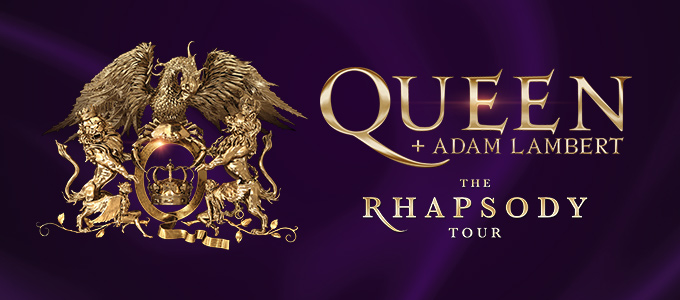 QUEEN
+ ADAM LAMBERT
THE
RHAPSODY
TOUR